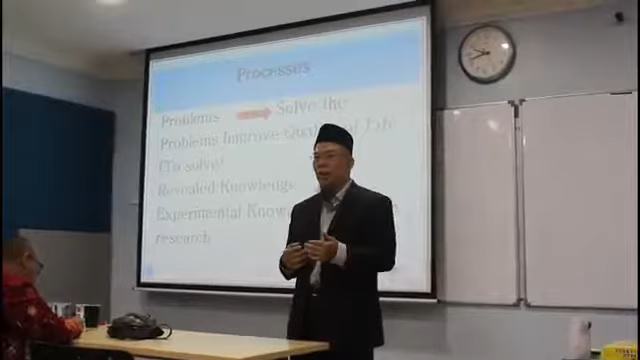 Processes
Problems Solve the
Problems Improve Quality of Life
(To solve)
Revealed Knowledge
Experimental Know
research